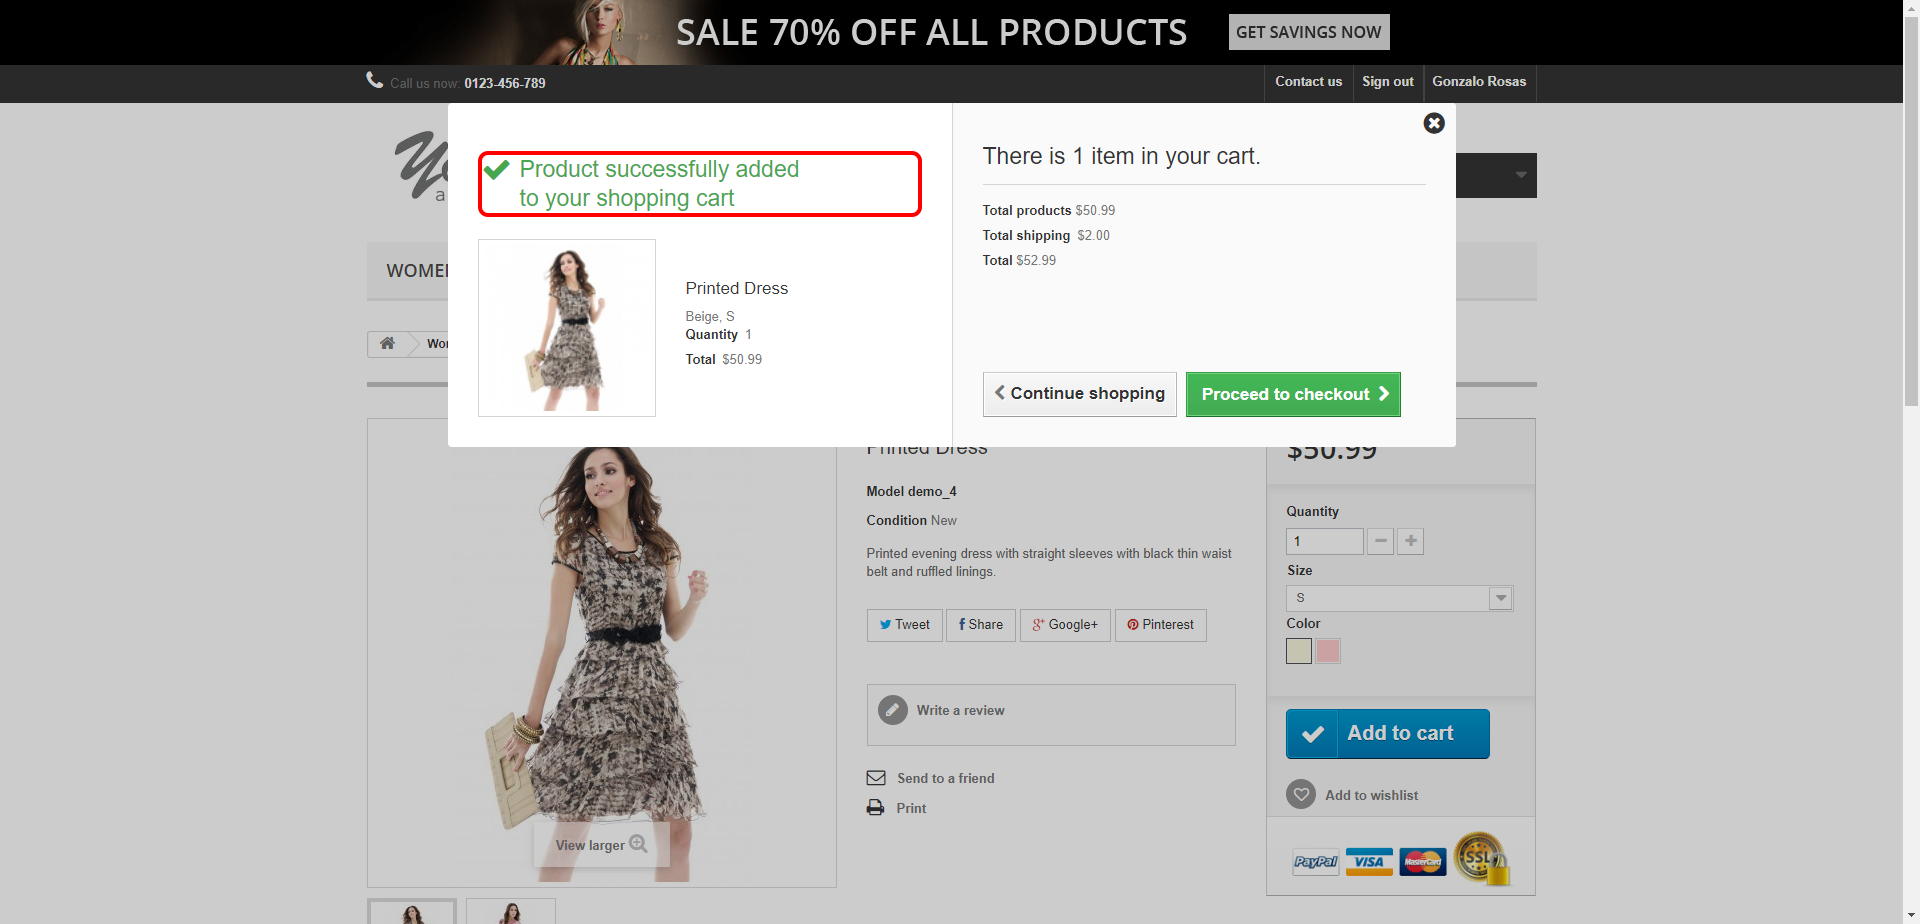 SALE 70% OFF ALL PRODUCTS
GET SAVINGS NOW
Call us now: 0123-456-789
Contact us
Sign out
Gonzalo Rosas
Product successfully added
to your shopping cart
Printed Dress
Beige, S
Quantity 1
Total $50.99
There is 1 item in your cart.
Total products $50.99
Total shipping $2.00
Total $52.99
Continue shopping
Proceed to checkout
Printed Dress
Model demo_4
Condition New
Printed evening dress with straight sleeves with black thin waist
belt and ruffled linings.
Tweet
Share
Google+
Pinterest
Write a review
Send to a friend
Print
View larger
$50.99
Quantity
1
Size
S
Color
Add to cart
Add to wishlist
PayPal
VISA
MasterCard
SSL